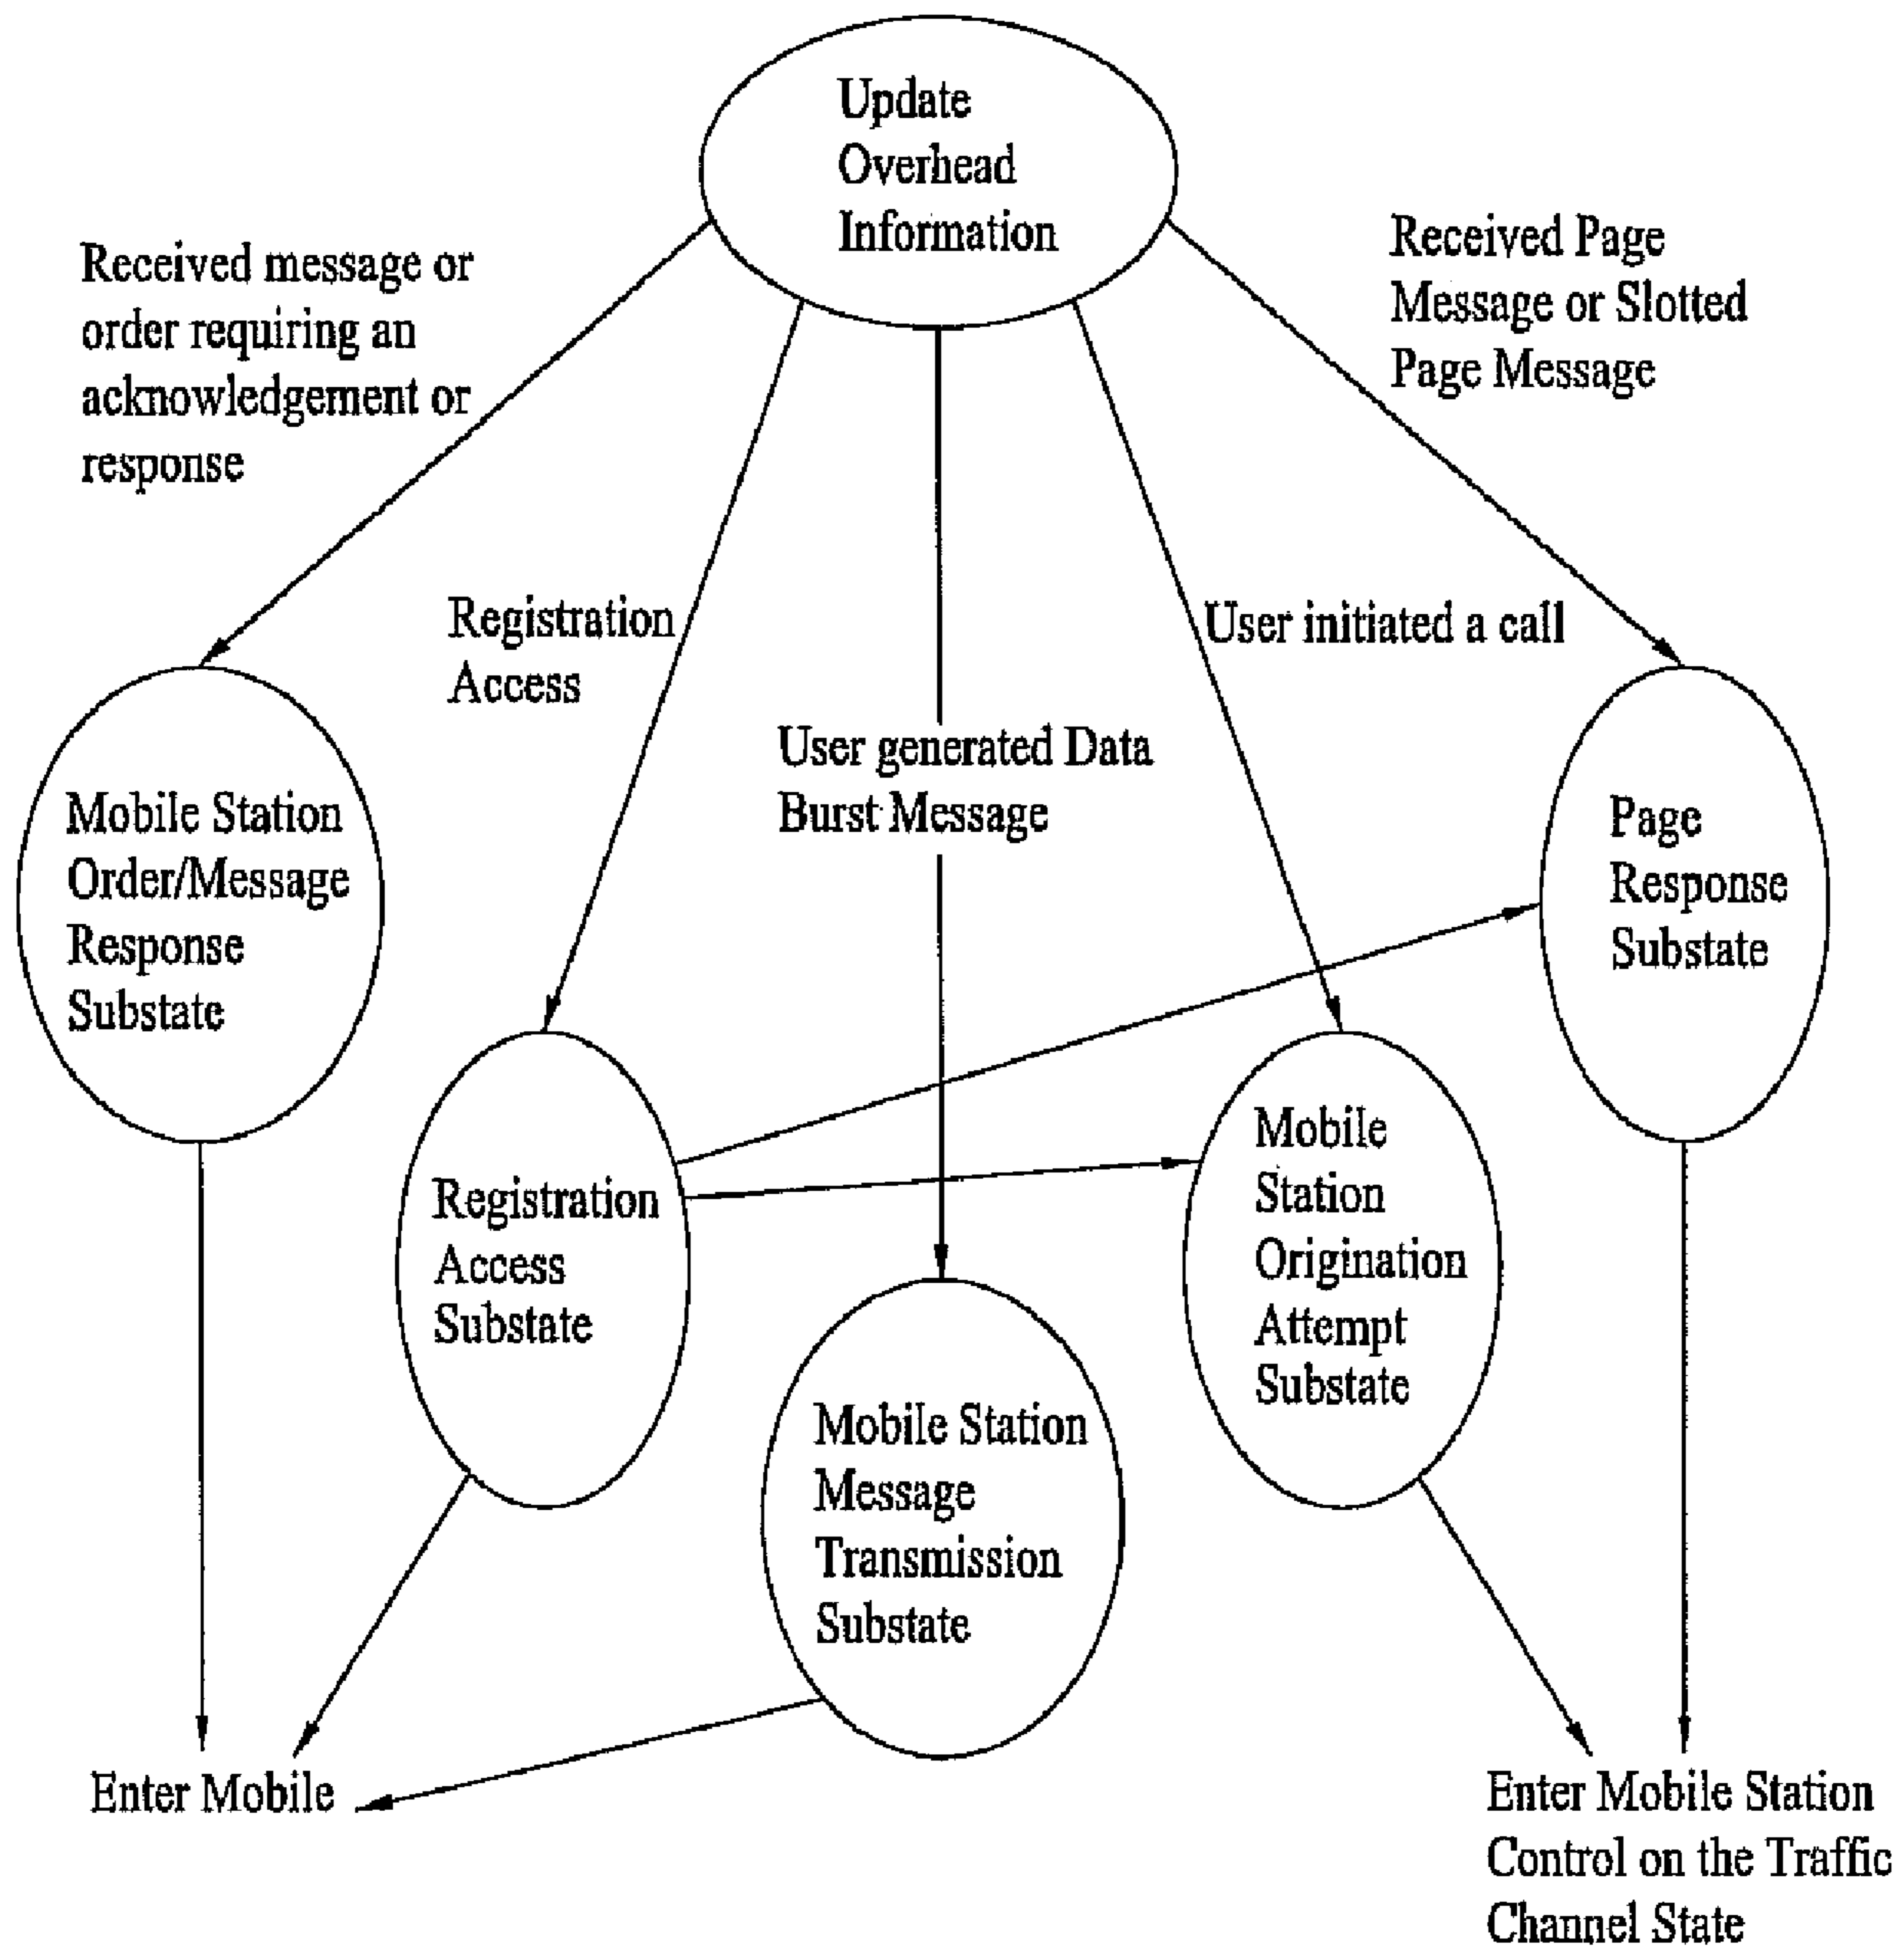 Update
Overhead
Information
Received message or
order requiring an
acknowledgement or
response
Received Page
Message or Slotted
Page Message
Registration
Access
User initiated a call
User generated Data
Burst Message
Mobile Station
Order/Message
Response
Substate
Page
Response
Substate
Registration
Access
Substate
Mobile
Station
Origination
Attempt
Substate
Mobile Station
Message
Transmission
Substate
Enter Mobile
Enter Mobile Station
Control on the Traffic
Channel State